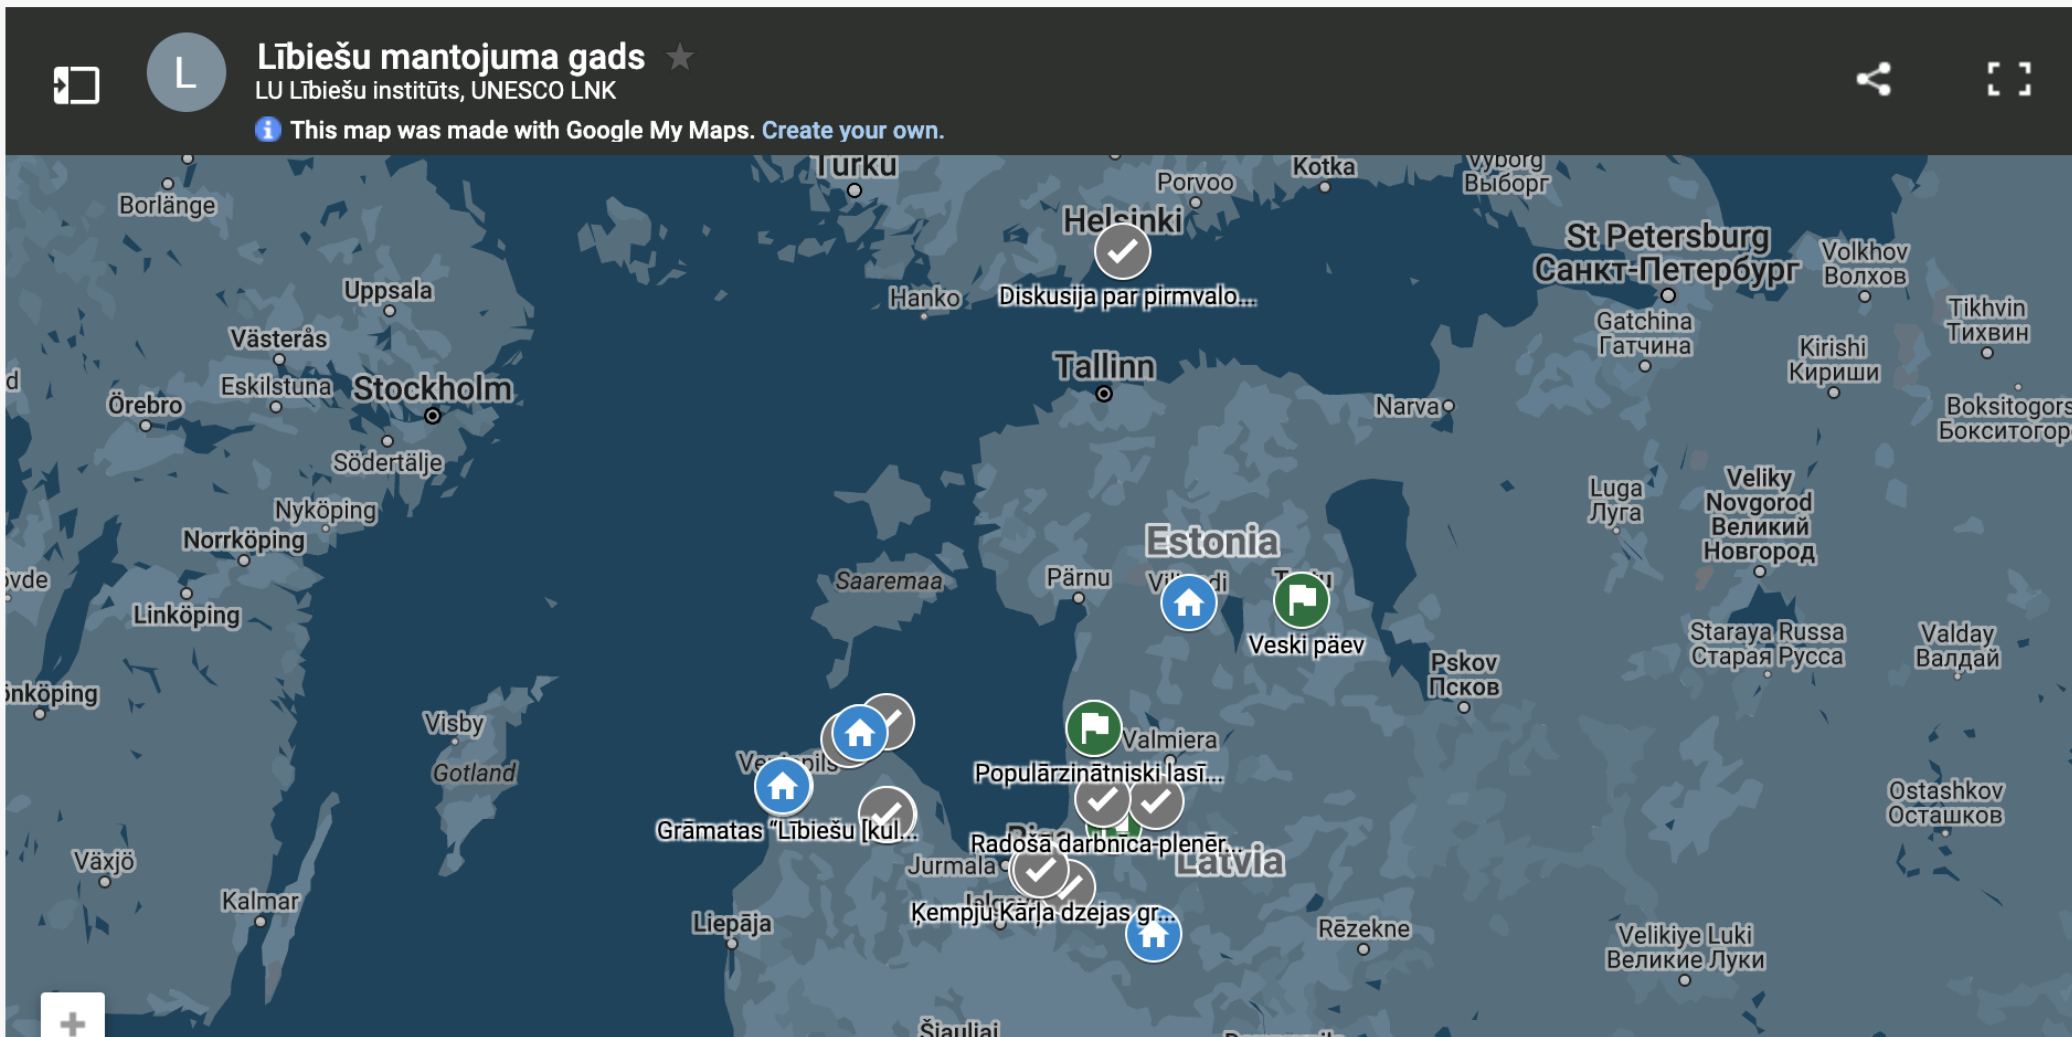 L
Lībiešu mantojuma gads
LU Lībiešu institūts, UNESCO LNK
This map was made with Google My Maps. Create your own.
Turku
Porvoo
Kotka
Vyborg
Выборг
Borlänge
Helsinki
St Petersburg
Санкт-Петербург
Volkhov
Волхов
Uppsala
Hanko
Diskusija par pirmvalo...
Gatchina
Гатчина
Tikhvin
Тихвин
Västerås
Kirishi
Кириши
Tallinn
Eskilstuna
Stockholm
Örebro
Narva
Boksitogors
Бокситогор
Södertälje
Nyköping
Luga
Луга
Veliky
Novgorod
Великий
Новгород
Norrköping
Estonia
Saaremaa
Pärnu
Linköping
Veski päev
Staraya Russa
Старая Русса
Valday
Валдай
Pskov
Псков
önköping
Visby
Valmiera
Gotland
Populārzinātniski lasī...
Grāmatas “Lībiešu [kul...
Radošā darbnīca-plenēr...
Ostashkov
Осташков
Växjö
Jurmala
Latvia
Kalmar
Liepāja
Ķempju Kārļa dzejas gr...
Rēzekne
Velikiye Luki
Великие Луки
Šiauliai